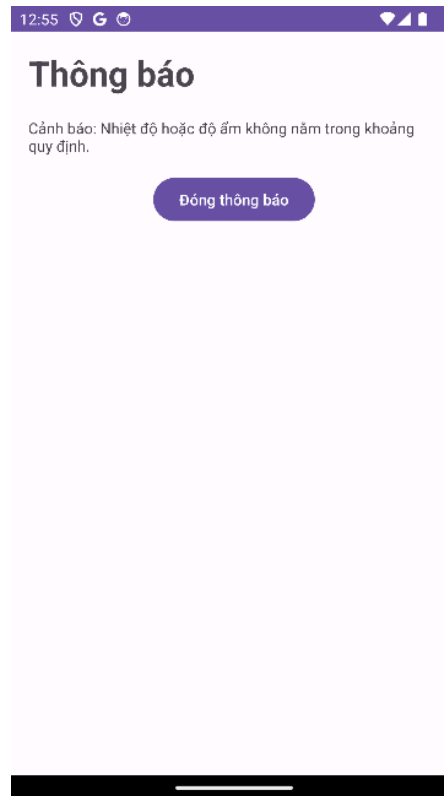 12:55 G
Thông báo
Cảnh báo: Nhiệt độ hoặc độ ẩm không nằm trong khoảng
quy định.
Đóng thông báo